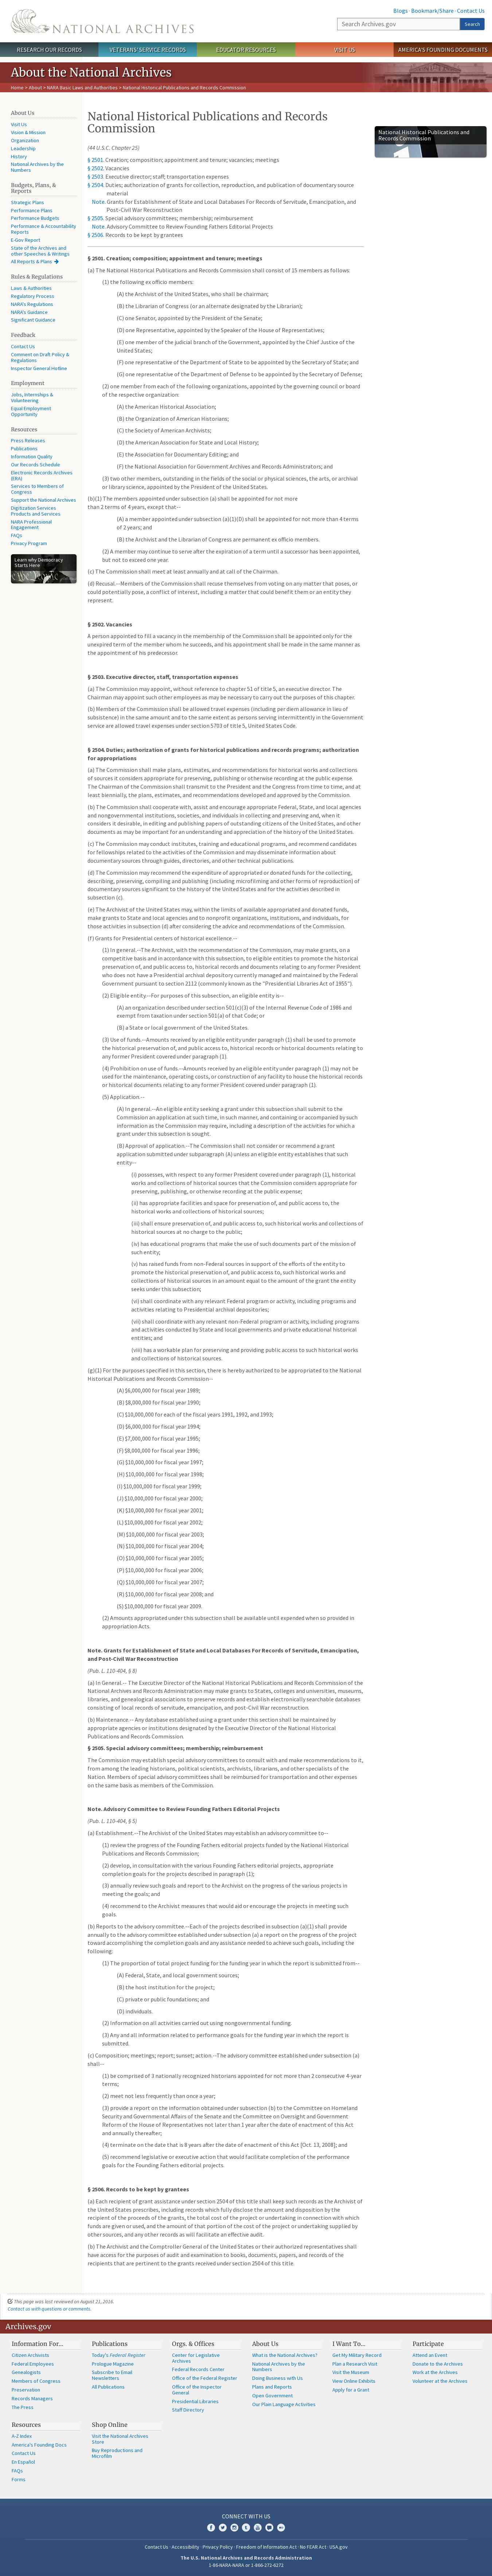 Blogs · Bookmark/Share · Contact Us
NATIONAL ARCHIVES
Search Archives.gov
Search
RESEARCH OUR RECORDS
VETERANS' SERVICE RECORDS
EDUCATOR RESOURCES
VISIT US
AMERICA'S FOUNDING DOCUMENTS
About the National Archives
Home > About > NARA Basic Laws and Authorities > National Historical Publications and Records Commission
About Us
Visit Us
Vision & Mission
Organization
Leadership
History
National Archives by the
Numbers
Budgets, Plans, &
Reports
Strategic Plans
Performance Plans
Performance Budgets
Performance & Accountability
Reports
E-Gov Report
State of the Archives and
other Speeches & Writings
All Reports & Plans
Rules & Regulations
Laws & Authorities
Regulatory Process
NARA's Regulations
NARA's Guidance
Significant Guidance
Feedback
Contact Us
Comment on Draft Policy &
Regulations
Inspector General Hotline
Employment
Jobs, Internships &
Volunteering
Equal Employment
Opportunity
Resources
Press Releases
Publications
Information Quality
Our Records Schedule
Electronic Records Archives
(ERA)
Services to Members of
Congress
Support the National Archives
Digitization Services
Products and Services
NARA Professional
Engagement
FAQs
Privacy Program
Learn why Democracy
Starts Here
National Historical Publications and Records
Commission
(44 U.S.C. Chapter 25)
§ 2501. Creation; composition; appointment and tenure; vacancies; meetings
§ 2502. Vacancies
§ 2503. Executive director; staff; transportation expenses
§ 2504. Duties; authorization of grants for collection, reproduction, and publication of documentary source
material
Note. Grants for Establishment of State and Local Databases For Records of Servitude, Emancipation, and
Post-Civil War Reconstruction
§ 2505. Special advisory committees; membership; reimbursement
Note. Advisory Committee to Review Founding Fathers Editorial Projects
§ 2506. Records to be kept by grantees
National Historical Publications and
Records Commission
§ 2501. Creation; composition; appointment and tenure; meetings
(a) The National Historical Publications and Records Commission shall consist of 15 members as follows:
(1) the following ex officio members:
(A) the Archivist of the United States, who shall be chairman;
(B) the Librarian of Congress (or an alternate designated by the Librarian);
(C) one Senator, appointed by the President of the Senate;
(D) one Representative, appointed by the Speaker of the House of Representatives;
(E) one member of the judicial branch of the Government, appointed by the Chief Justice of the
United States;
(F) one representative of the Department of State to be appointed by the Secretary of State; and
(G) one representative of the Department of Defense to be appointed by the Secretary of Defense;
(2) one member from each of the following organizations, appointed by the governing council or board
of the respective organization:
(A) the American Historical Association;
(B) the Organization of American Historians;
(C) the Society of American Archivists;
(D) the American Association for State and Local History;
(E) the Association for Documentary Editing; and
(F) the National Association of Government Archives and Records Administrators; and
(3) two other members, outstanding in the fields of the social or physical sciences, to be appointed by
the President of the United States.
(b)(1) The members appointed under subsection (a) shall be appointed for not more
than 2 terms of 4 years, except that--
(A) a member appointed under subsection (a)(1)(D) shall be appointed for not more than 4 terms
of 2 years; and
(B) the Archivist and the Librarian of Congress are permanent ex officio members.
(2) A member may continue to serve after the expiration of a term until a successor has been appointed,
but not to exceed one year.
(c) The Commission shall meet at least annually and at call of the Chairman.
(d) Recusal.--Members of the Commission shall recuse themselves from voting on any matter that poses, or
could potentially pose, a conflict of interest, including a matter that could benefit them or an entity they
represent.
§ 2502. Vacancies
A person appointed to fill a vacancy in the membership of the Commission shall be appointed only for the
unexpired term of the member whom he succeeds, and his appointment shall be made in the same manner as
the appointment of his predecessor.
§ 2503. Executive director, staff, transportation expenses
(a) The Commission may appoint, without reference to chapter 51 of title 5, an executive director. The
Chairman may appoint such other employees as may be necessary to carry out the purposes of this chapter.
(b) Members of the Commission shall be allowed travel expenses (including per diem allowance in lieu of
subsistence) in the same amount and to the same extent as persons serving intermittently in the Government
service are allowed travel expenses under section 5703 of title 5, United States Code.
§ 2504. Duties; authorization of grants for historical publications and records programs; authorization
for appropriations
(a) The Commission shall make plans, estimates, and recommendations for historical works and collections
of sources it considers appropriate for preserving, publishing or otherwise recording at the public expense.
The Chairman of the Commission shall transmit to the President and the Congress from time to time, and at
least biennially, the plans, estimates, and recommendations developed and approved by the Commission.
(b) The Commission shall cooperate with, assist and encourage appropriate Federal, State, and local agencies
and nongovernmental institutions, societies, and individuals in collecting and preserving and, when it
considers it desirable, in editing and publishing papers of outstanding citizens of the United States, and other
documents as may be important for an understanding and appreciation of the history of the United States.
(c) The Commission may conduct institutes, training and educational programs, and recommend candidates
for fellowships related to the activities of the Commission and may disseminate information about
documentary sources through guides, directories, and other technical publications.
(d) The Commission may recommend the expenditure of appropriated or donated funds for the collecting,
describing, preserving, compiling and publishing (including microfilming and other forms of reproduction) of
documentary sources significant to the history of the United States and for the activities described in
subsection (c).
(e) The Archivist of the United States may, within the limits of available appropriated and donated funds,
make grants to State and local agencies and to nonprofit organizations, institutions, and individuals, for those
activities in subsection (d) after considering the advice and recommendations of the Commission.
(f) Grants for Presidential centers of historical excellence.--
(1) In general.--The Archivist, with the recommendation of the Commission, may make grants, on a
competitive basis and in accordance with this subsection, to eligible entities to promote the historical
preservation of, and public access to, historical records and documents relating to any former President
who does not have a Presidential archival depository currently managed and maintained by the Federal
Government pursuant to section 2112 (commonly known as the "Presidential Libraries Act of 1955").
(2) Eligible entity.--For purposes of this subsection, an eligible entity is--
(A) an organization described under section 501(c)(3) of the Internal Revenue Code of 1986 and
exempt from taxation under section 501(a) of that Code; or
(B) a State or local government of the United States.
(3) Use of funds.--Amounts received by an eligible entity under paragraph (1) shall be used to promote
the historical preservation of, and public access to, historical records or historical documents relating to
any former President covered under paragraph (1).
(4) Prohibition on use of funds.--Amounts received by an eligible entity under paragraph (1) may not be
used for the maintenance, operating costs, or construction of any facility to house the historical records
or historical documents relating to any former President covered under paragraph (1)
(5) Application.--
(A) In general.--An eligible entity seeking a grant under this subsection shall submit to the
Commission an application at such time, in such manner, and containing or accompanied by such
information as the Commission may require, including a description of the activities for which a
grant under this subsection is sought.
(B) Approval of application.--The Commission shall not consider or recommend a grant
application submitted under subparagraph (A) unless an eligible entity establishes that such
entity--
(i) possesses, with respect to any former President covered under paragraph (1), historical
works and collections of historical sources that the Commission considers appropriate for
preserving, publishing, or otherwise recording at the public expense;
(ii) has appropriate facilities and space for preservation of, and public access to, the
historical works and collections of historical sources;
(iii) shall ensure preservation of, and public access to, such historical works and collections of
historical sources at no charge to the public;
(iv) has educational programs that make the use of such documents part of the mission of
such entity;
(v) has raised funds from non-Federal sources in support of the efforts of the entity to
promote the historical preservation of, and public access to, such historical works and
collections of historical sources in an amount equal to the amount of the grant the entity
seeks under this subsection;
(vi) shall coordinate with any relevant Federal program or activity, including programs and
activities relating to Presidential archival depositories;
(vii) shall coordinate with any relevant non-Federal program or activity, including programs
and activities conducted by State and local governments and private educational historical
entities; and
(viii) has a workable plan for preserving and providing public access to such historical works
and collections of historical sources.
(g)(1) For the purposes specified in this section, there is hereby authorized to be appropriated to the National
Historical Publications and Records Commission--
(A) $6,000,000 for fiscal year 1989;
(B) $8,000,000 for fiscal year 1990;
(C) $10,000,000 for each of the fiscal years 1991, 1992, and 1993;
(D) $6,000,000 for fiscal year 1994;
(E) $7,000,000 for fiscal year 1995;
(F) $8,000,000 for fiscal year 1996;
(G) $10,000,000 for fiscal year 1997;
(H) $10,000,000 for fiscal year 1998;
(I) $10,000,000 for fiscal year 1999;
(J) $10,000,000 for fiscal year 2000;
(K) $10,000,000 for fiscal year 2001;
(L) $10,000,000 for fiscal year 2002;
(M) $10,000,000 for fiscal year 2003;
(N) $10,000,000 for fiscal year 2004;
(O) $10,000,000 for fiscal year 2005;
(P) $10,000,000 for fiscal year 2006;
(Q) $10,000,000 for fiscal year 2007;
(R) $10,000,000 for fiscal year 2008; and
(S) $10,000,000 for fiscal year 2009.
(2) Amounts appropriated under this subsection shall be available until expended when so provided in
appropriation Acts.
Note. Grants for Establishment of State and Local Databases For Records of Servitude, Emancipation,
and Post-Civil War Reconstruction
(Pub. L. 110-404, § 8)
(a) In General.-- The Executive Director of the National Historical Publications and Records Commission of the
National Archives and Records Administration may make grants to States, colleges and universities, museums,
libraries, and genealogical associations to preserve records and establish electronically searchable databases
consisting of local records of servitude, emancipation, and post-Civil War reconstruction.
(b) Maintenance.-- Any database established using a grant under this section shall be maintained by
appropriate agencies or institutions designated by the Executive Director of the National Historical
Publications and Records Commission.
§ 2505. Special advisory committees; membership; reimbursement
The Commission may establish special advisory committees to consult with and make recommendations to it,
from among the leading historians, political scientists, archivists, librarians, and other specialists of the
Nation. Members of special advisory committees shall be reimbursed for transportation and other expenses
on the same basis as members of the Commission.
Note. Advisory Committee to Review Founding Fathers Editorial Projects
(Pub. L. 110-404, § 5)
(a) Establishment.--The Archivist of the United States may establish an advisory committee to--
(1) review the progress of the Founding Fathers editorial projects funded by the National Historical
Publications and Records Commission;
(2) develop, in consultation with the various Founding Fathers editorial projects, appropriate
completion goals for the projects described in paragraph (1);
(3) annually review such goals and report to the Archivist on the progress of the various projects in
meeting the goals; and
(4) recommend to the Archivist measures that would aid or encourage the projects in meeting such
goals.
(b) Reports to the advisory committee.--Each of the projects described in subsection (a)(1) shall provide
annually to the advisory committee established under subsection (a) a report on the progress of the project
toward accomplishing the completion goals and any assistance needed to achieve such goals, including the
following:
(1) The proportion of total project funding for the funding year in which the report is submitted from--
(A) Federal, State, and local government sources;
(B) the host institution for the project;
(C) private or public foundations; and
(D) individuals.
(2) Information on all activities carried out using nongovernmental funding.
(3) Any and all information related to performance goals for the funding year in which the report is
submitted.
(c) Composition; meetings; report; sunset; action.--The advisory committee established under subsection (a)
shall--
(1) be comprised of 3 nationally recognized historians appointed for not more than 2 consecutive 4-year
terms;
(2) meet not less frequently than once a year;
(3) provide a report on the information obtained under subsection (b) to the Committee on Homeland
Security and Governmental Affairs of the Senate and the Committee on Oversight and Government
Reform of the House of Representatives not later than 1 year after the date of enactment of this Act
and annually thereafter;
(4) terminate on the date that is 8 years after the date of enactment of this Act [Oct. 13, 2008]; and
(5) recommend legislative or executive action that would facilitate completion of the performance
goals for the Founding Fathers editorial projects.
§ 2506. Records to be kept by grantees
(a) Each recipient of grant assistance under section 2504 of this title shall keep such records as the Archivist of
the United States prescribes, including records which fully disclose the amount and disposition by the
recipient of the proceeds of the grants, the total cost of the project or undertaking in connection with which
funds are given or used, and the amount of that portion of the cost of the project or undertaking supplied by
other sources, and any other records as will facilitate an effective audit.
(b) The Archivist and the Comptroller General of the United States or their authorized representatives shall
have access for the purposes of audit and examination to books, documents, papers, and records of the
recipients that are pertinent to the grants received under section 2504 of this title.
This page was last reviewed on August 21, 2016.
Contact us with questions or comments.
Archives.gov
Information For…
Citizen Archivists
Federal Employees
Genealogists
Members of Congress
Preservation
Records Managers
The Press
Publications
Today's Federal Register
Prologue Magazine
Subscribe to Email
Newsletters
All Publications
Orgs. & Offices
Center for Legislative
Archives
Federal Records Center
Office of the Federal Register
Office of the Inspector
General
Presidential Libraries
Staff Directory
About Us
What is the National Archives?
National Archives by the
Numbers
Doing Business with Us
Plans and Reports
Open Government
Our Plain Language Activities
I Want To…
Get My Military Record
Plan a Research Visit
Visit the Museum
View Online Exhibits
Apply for a Grant
Participate
Attend an Event
Donate to the Archives
Work at the Archives
Volunteer at the Archives
Resources
A-Z Index
America's Founding Docs
Contact Us
En Español
FAQs
Forms
Shop Online
Visit the National Archives
Store
Buy Reproductions and
Microfilm
CONNECT WITH US
Contact Us · Accessibility · Privacy Policy · Freedom of Information Act · No FEAR Act · USA.gov
The U.S. National Archives and Records Administration
1-86-NARA-NARA or 1-866-272-6272